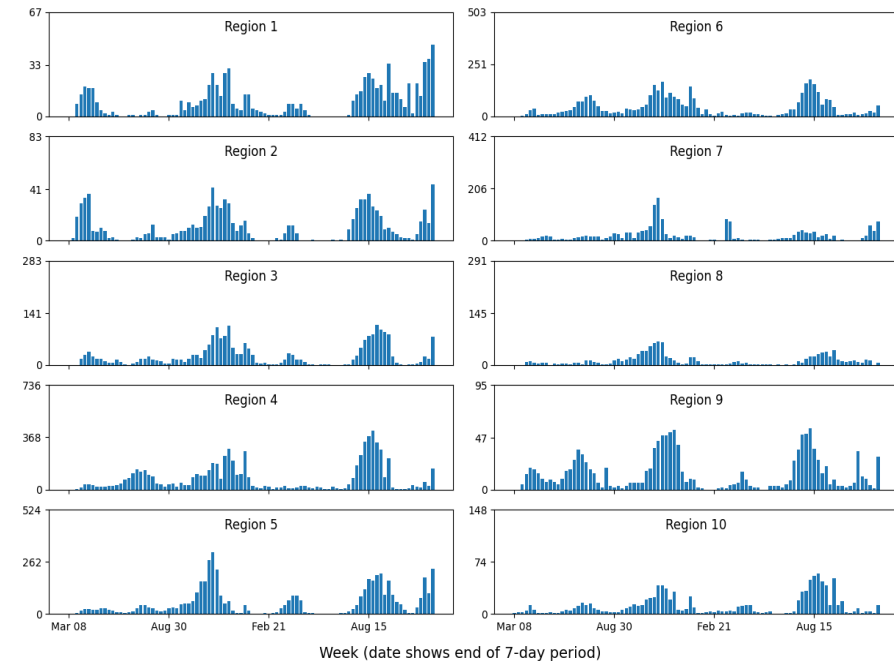 67
33
0
Region 1
503
251
0
Region 6
83
41
0
Region 2
412
206
0
Region 7
283
141
0
Region 3
291
145
0
Region 8
736
368
0
Region 4
95
47
0
Region 9
524
262
0
Region 5
148
74
0
Region 10
Mar 08 Aug 30 Feb 21 Aug 15
Mar 08 Aug 30 Feb 21 Aug 15
Week (date shows end of 7-day period)